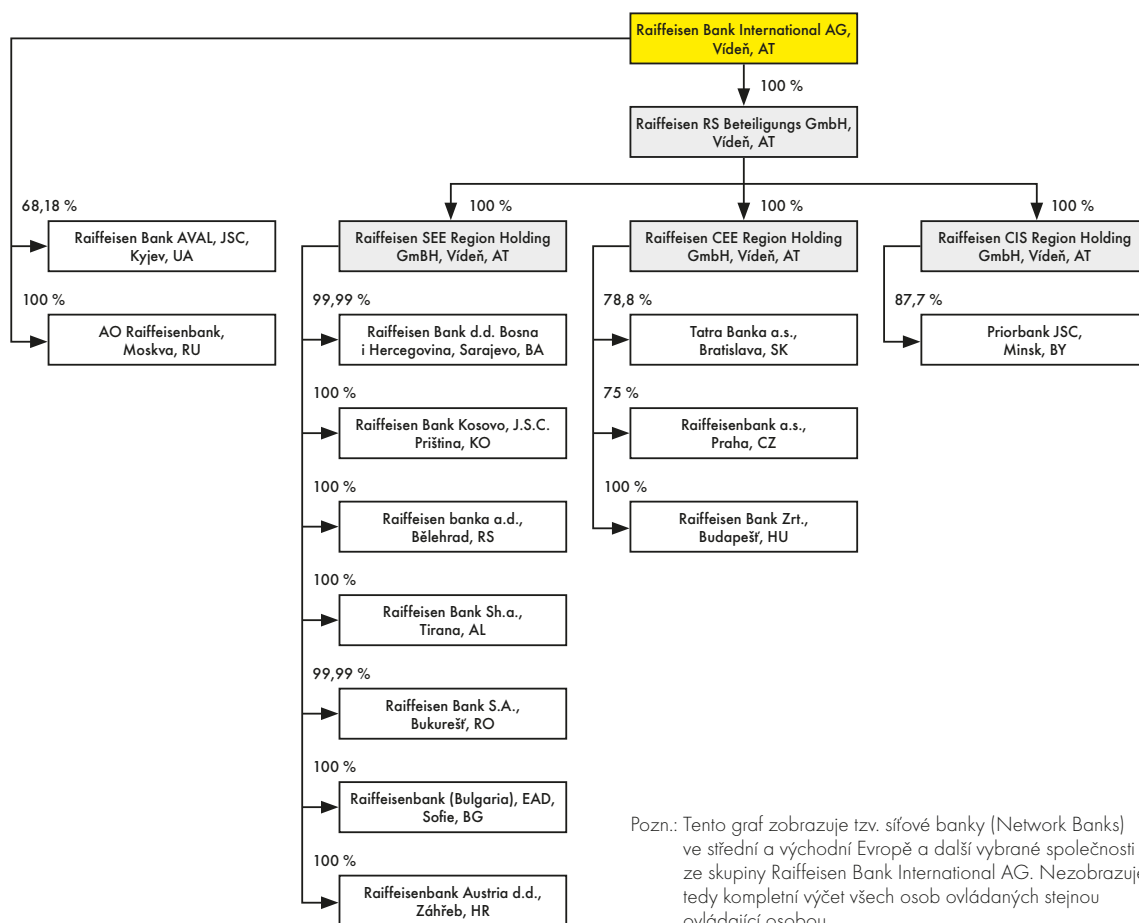 Raiffeisen Bank International AG,
Vídeň, AT
100 %
Raiffeisen RS Beteiligungs GmbH,
Vídeň, AT
68,18 %
Raiffeisen Bank AVAL, JSC,
Kyjev, UA
100 %
AO Raiffeisenbank,
Moskva, RU
100 %
Raiffeisen SEE Region Holding
GmBH, Vídeň, AT
99,99 %
Raiffeisen Bank d.d. Bosna
i Hercegovina, Sarajevo, BA
100 %
Raiffeisen Bank Kosovo, J.S.C.
Priština, KO
100 %
Raiffeisen banka a.d.,
Bělehrad, RS
100 %
Raiffeisen Bank Sh.a.,
Tirana, AL
99,99 %
Raiffeisen Bank S.A.,
Bukurešť, RO
100 %
Raiffeisenbank (Bulgaria), EAD,
Sofie, BG
100 %
Raiffeisenbank Austria d.d.,
Záhřeb, HR
100 %
Raiffeisen CEE Region Holding
GmbH, Vídeň, AT
78,8 %
Tatra Banka a.s.,
Bratislava, SK
75 %
Raiffeisenbank a.s.,
Praha, CZ
100 %
Raiffeisen Bank Zrt.,
Budapešť, HU
100 %
Raiffeisen CIS Region Holding
GmbH, Vídeň, AT
87,7 %
Priorbank JSC,
Minsk, BY
Pozn.: Tento graf zobrazuje tzv. síťové banky (Network Banks)
ve střední a východní Evropě a další vybrané společnosti
ze skupiny Raiffeisen Bank International AG. Nezobrazuje
tedy kompletní výčet všech osob ovládaných stejnou
ovládající osobou